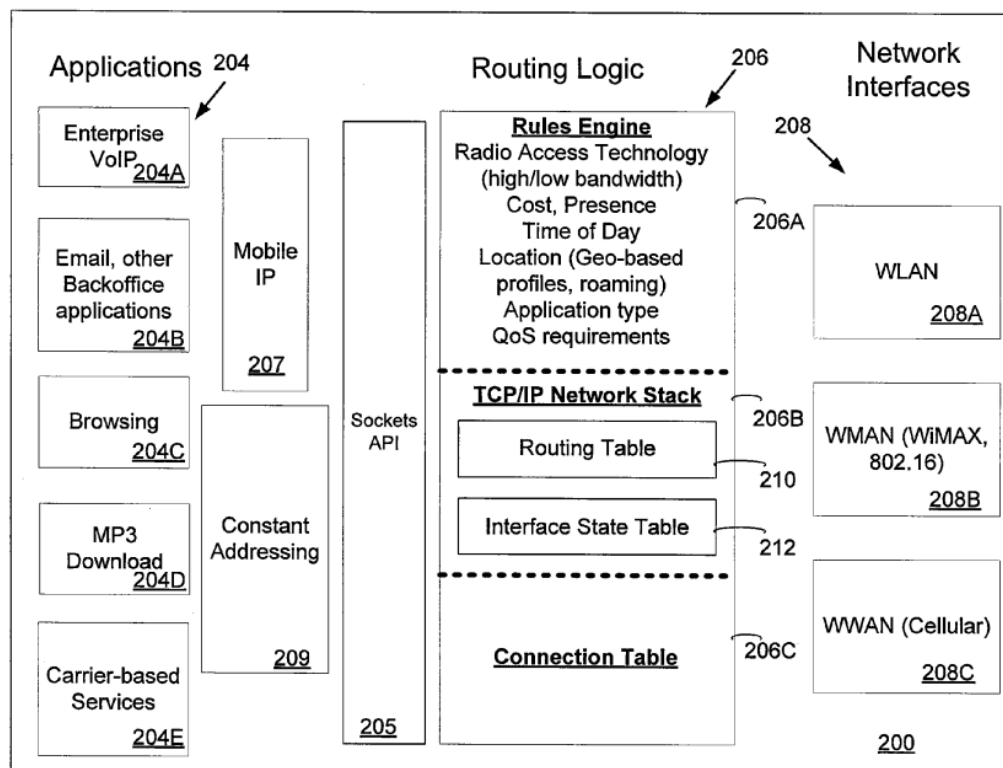 Applications
204
Enterprise
VoIP
204A
Email, other
Backoffice
applications
204B
Browsing
204C
MP3
Download
204D
Carrier-based
Services
204E
Mobile
IP
207
Constant
Addressing
209
Sockets
API
205
Routing Logic
206
Rules Engine
Radio Access Technology
(high/low bandwidth)
Cost, Presence
Time of Day
Location (Geo-based
profiles, roaming)
Application type
QoS requirements
206A
TCP/IP Network Stack
206B
Routing Table
210
Interface State Table
212
Connection Table
206C
Network
Interfaces
208
WLAN
208A
WMAN (WiMAX,
802.16)
208B
WWAN (Cellular)
208C
200